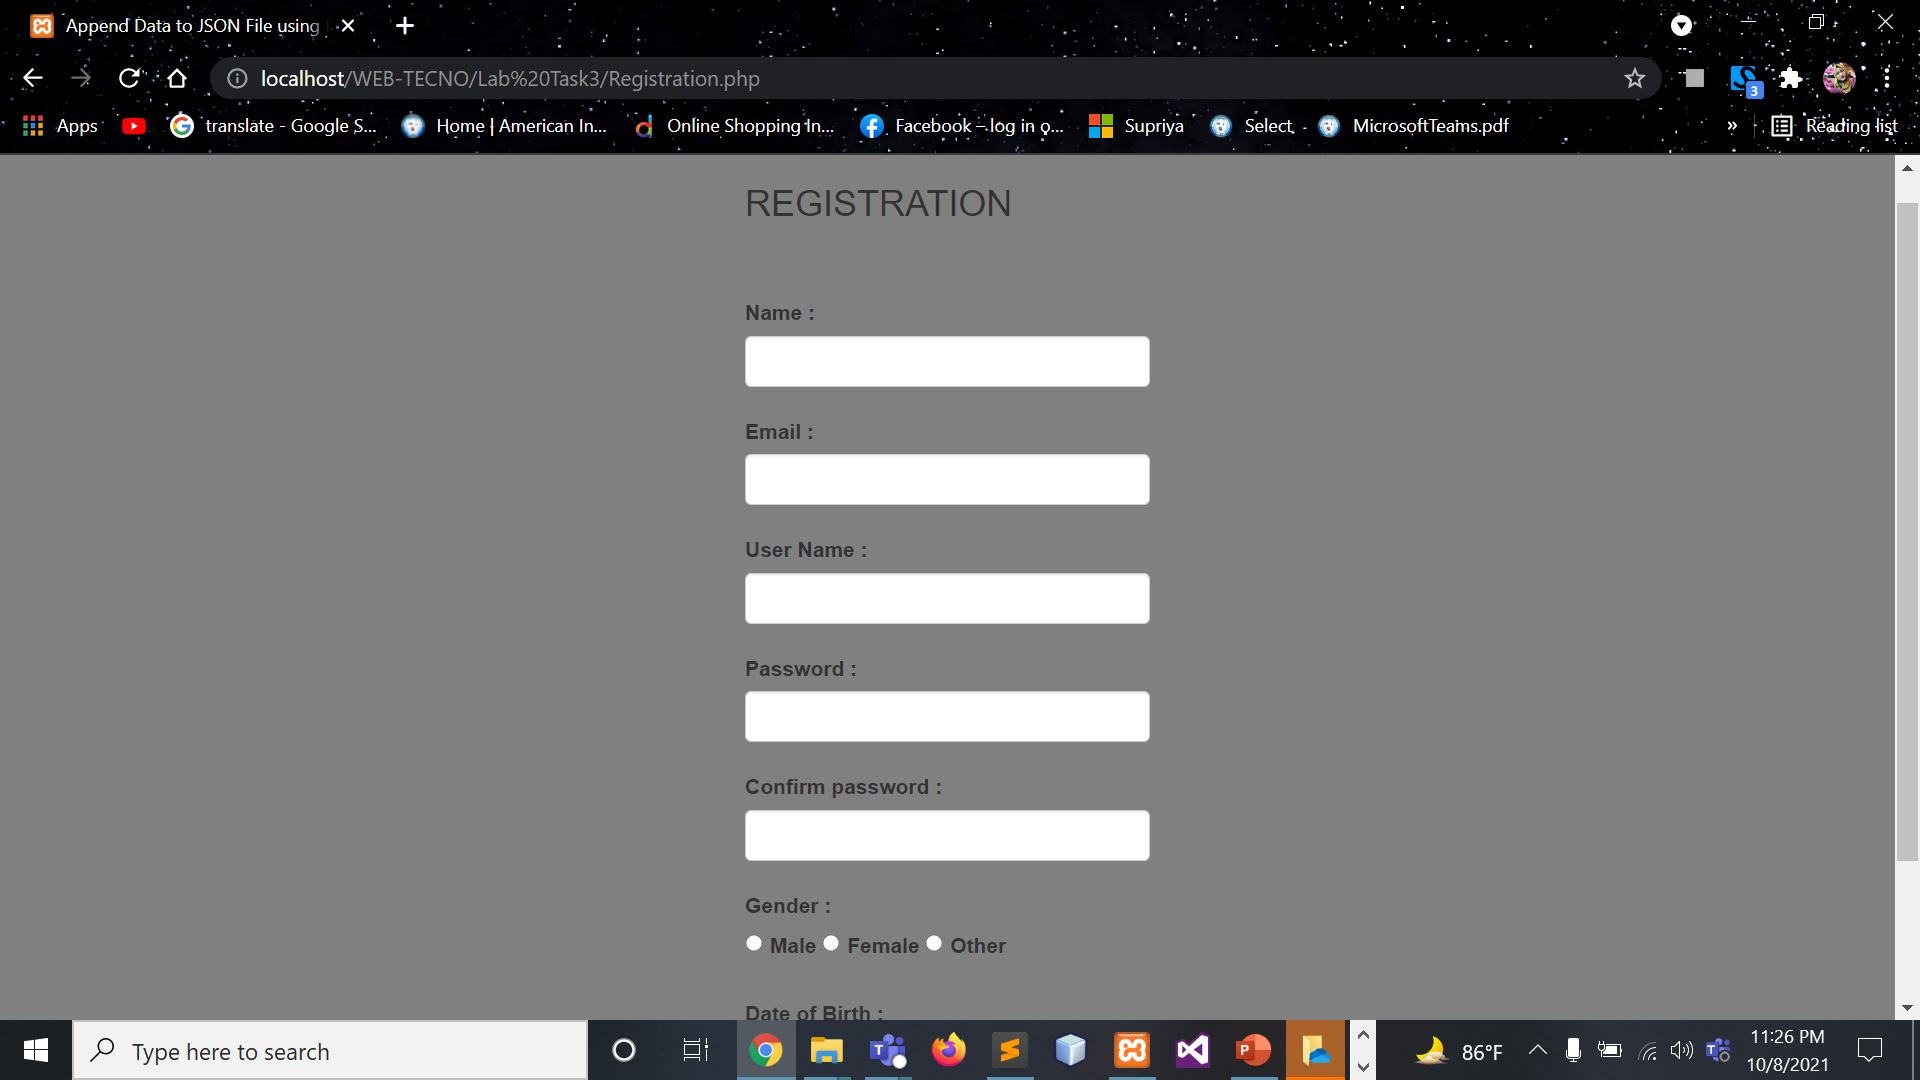 Append Data to JSON File using
localhost/WEB-TECNO/Lab%20Task3/Registration.php
3
Apps translate - Google S... Home | American In... Online Shopping In... Facebook – log in o... Supriya Select MicrosoftTeams.pdf » Reading list
REGISTRATION
Name :
Email :
User Name :
Password :
Confirm password :
Gender :
Male Female Other
Date of Birth :
Type here to search
86°F
11:26 PM
10/8/2021